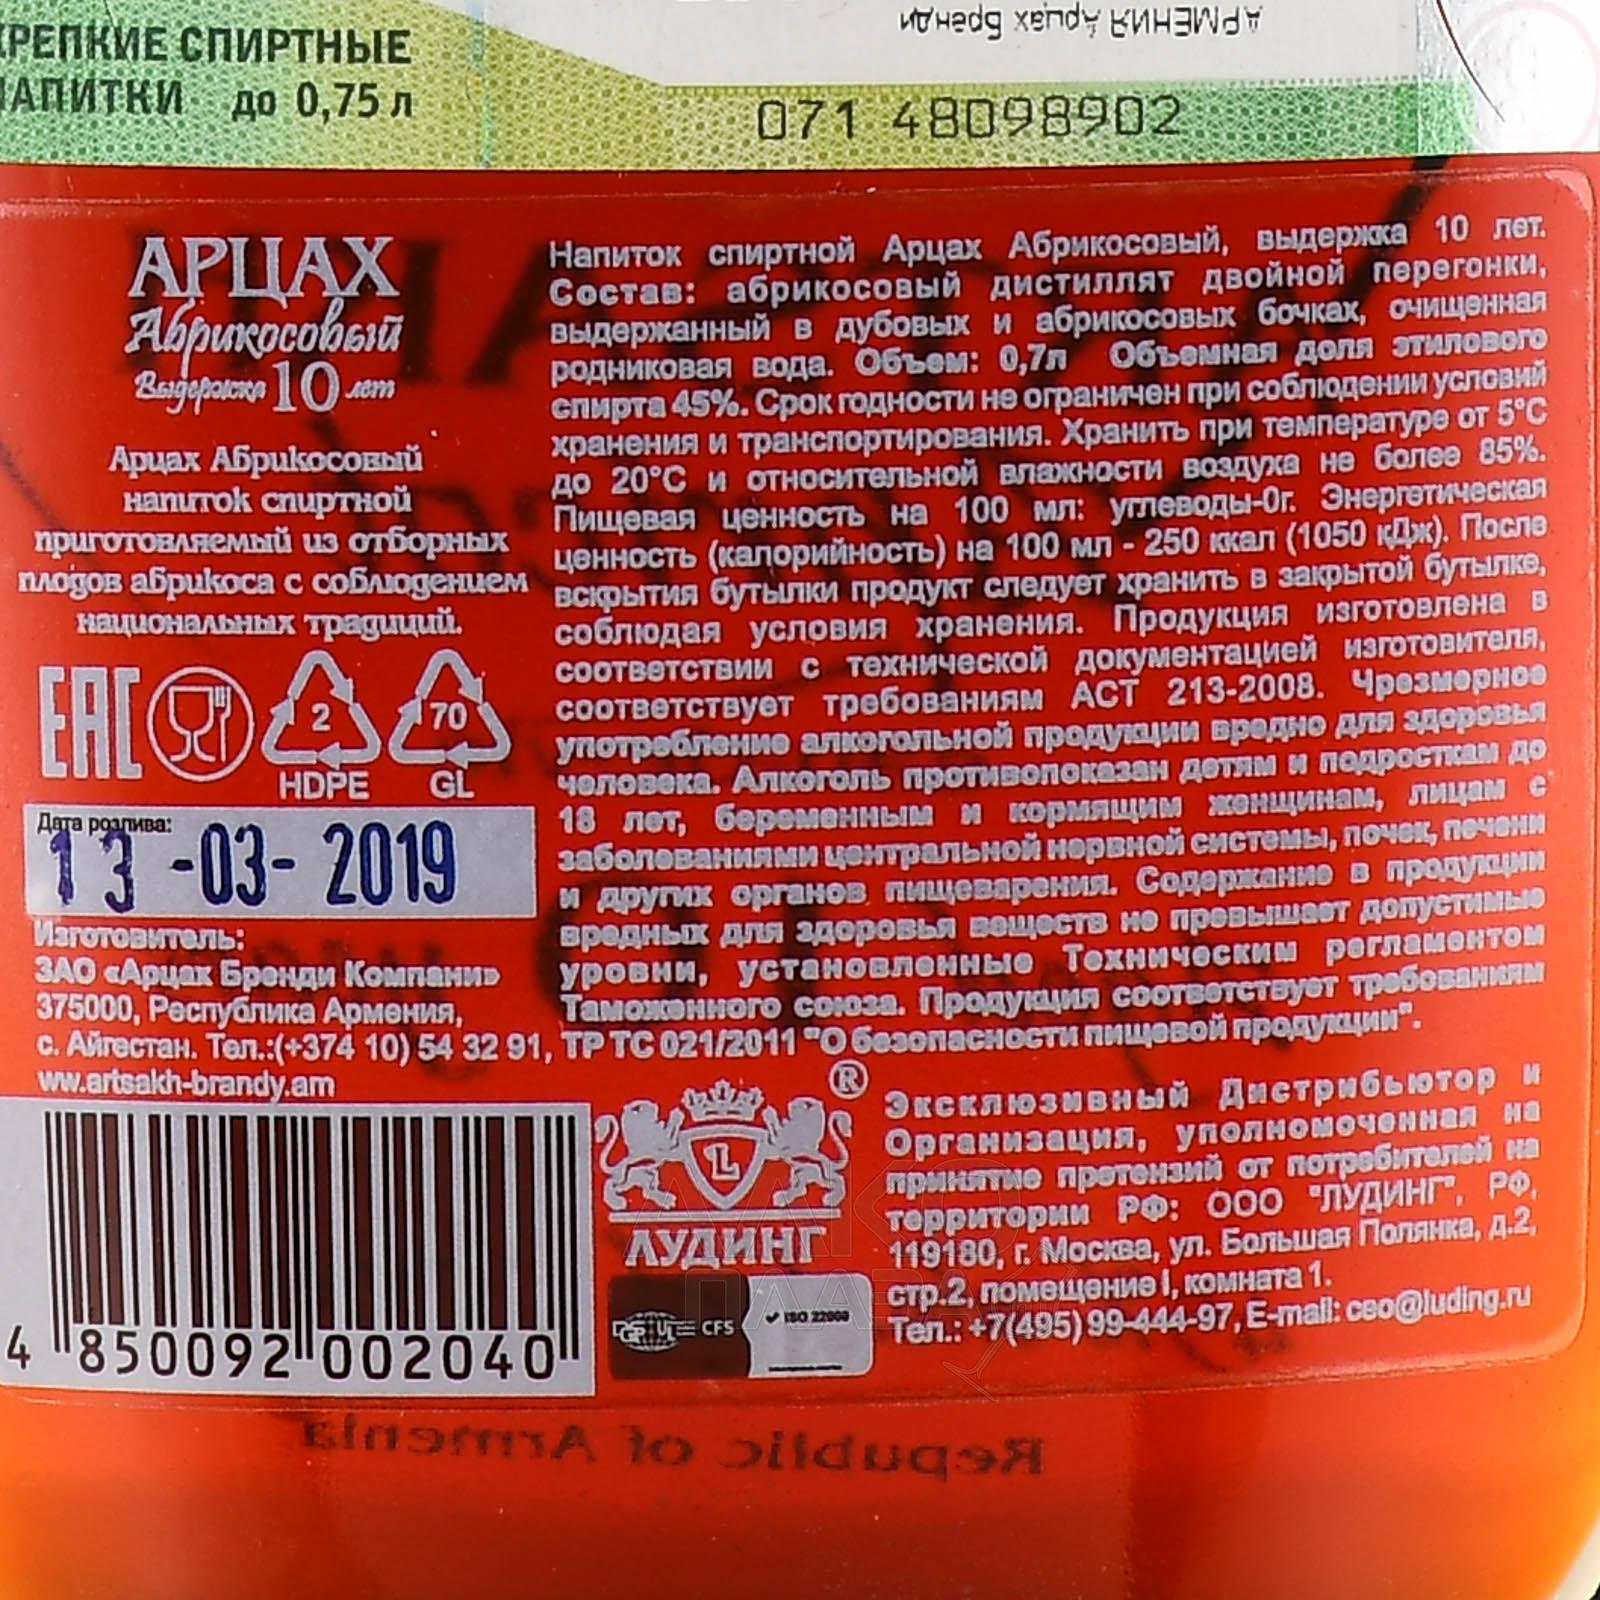 КРЕПКИЕ СПИРТНЫЕ
НАПИТКИ до 0,75 л
АРМЕНИЯ Арцах Бренди
071 48098902
АРЦАХ
Абрикосовый
Выдержка 10 лет
Арцах Абрикосовый
напиток спиртной
приготовляемый из отборных
плодов абрикоса с соблюдением
национальных традиций.
EAC
2
HDPE
70
GL
Дата розлива:
13-03-2019
Изготовитель:
ЗАО «Арцах Бренди Компани»
375000, Республика Армения,
с. Айгестан. Тел.:(+374 10) 54 32 91,
ww.artsakh-brandy.am
4 850092 002040
Напиток спиртной Арцах Абрикосовый, выдержка 10 лет.
Состав: абрикосовый дистиллят двойной перегонки,
выдержанный в дубовых и абрикосовых бочках, очищенная
родниковая вода. Объем: 0,7л Объемная доля этилового
спирта 45%. Срок годности не ограничен при соблюдении условий
хранения и транспортирования. Хранить при температуре от 5°С
до 20°С и относительной влажности воздуха не более 85%.
Пищевая ценность на 100 мл: углеводы-0г. Энергетическая
ценность (калорийность) на 100 мл - 250 ккал (1050 кДж). После
вскрытия бутылки продукт следует хранить в закрытой бутылке,
соблюдая условия хранения. Продукция изготовлена в
соответствии с технической документацией изготовителя,
соответствует требованиям АСТ 213-2008. Чрезмерное
употребление алкогольной продукции вредно для здоровья
человека. Алкоголь противопоказан детям и подросткам до
18 лет, беременным и кормящим женщинам, лицам с
заболеваниями центральной нервной системы, почек, печени
и других органов пищеварения. Содержание в продукции
вредных для здоровья веществ не превышает допустимые
уровни, установленные Техническим регламентом
Таможенного союза. Продукция соответствует требованиям
ТР ТС 021/2011 "О безопасности пищевой продукции".
®
ЛУДИНГ
CFS
ISO 22000
Эксклюзивный Дистрибьютор и
Организация, уполномоченная на
принятие претензий от потребителей на
территории РФ: ООО "ЛУДИНГ", РФ,
119180, г. Москва, ул. Большая Полянка, д.2,
стр.2, помещение I, комната 1.
Тел.: +7(495) 99-444-97, E-mail: ceo@luding.ru
Republic of Armenia